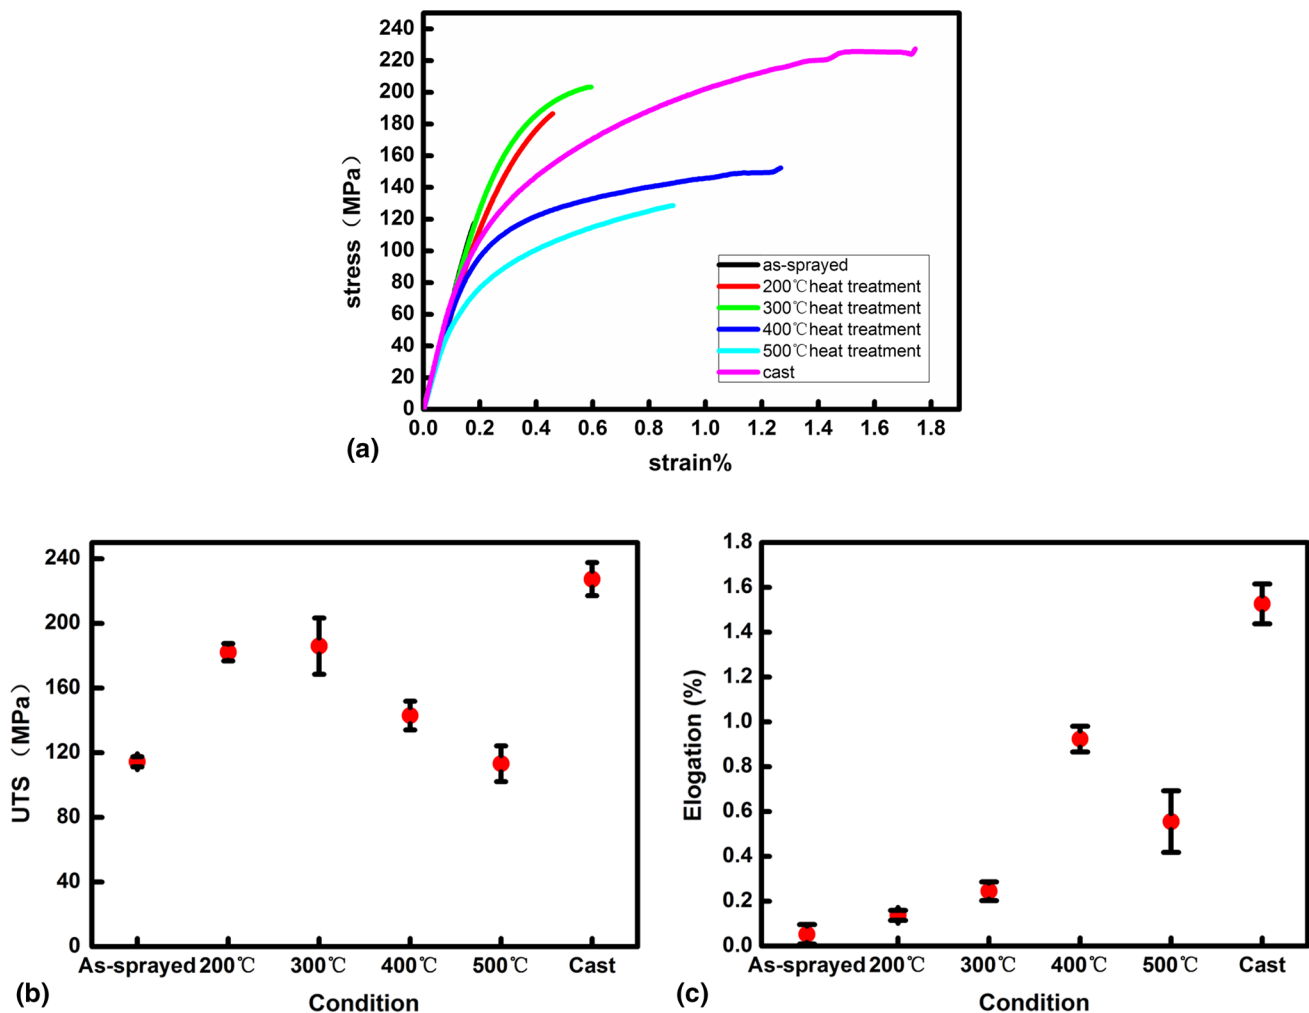 240
220
200
180
160
140
120
100
80
60
40
20
0
stress（MPa）
0.0 0.2 0.4 0.6 0.8 1.0 1.2 1.4 1.6 1.8
strain%
as-sprayed
200℃heat treatment
300℃heat treatment
400℃heat treatment
500℃heat treatment
cast
(a)
240
200
160
120
80
40
0
UTS （MPa）
As-sprayed 200℃ 300℃ 400℃ 500℃ Cast
Condition
(b)
1.8
1.6
1.4
1.2
1.0
0.8
0.6
0.4
0.2
0.0
Elogation (%)
As-sprayed 200℃ 300℃ 400℃ 500℃ Cast
Condition
(c)